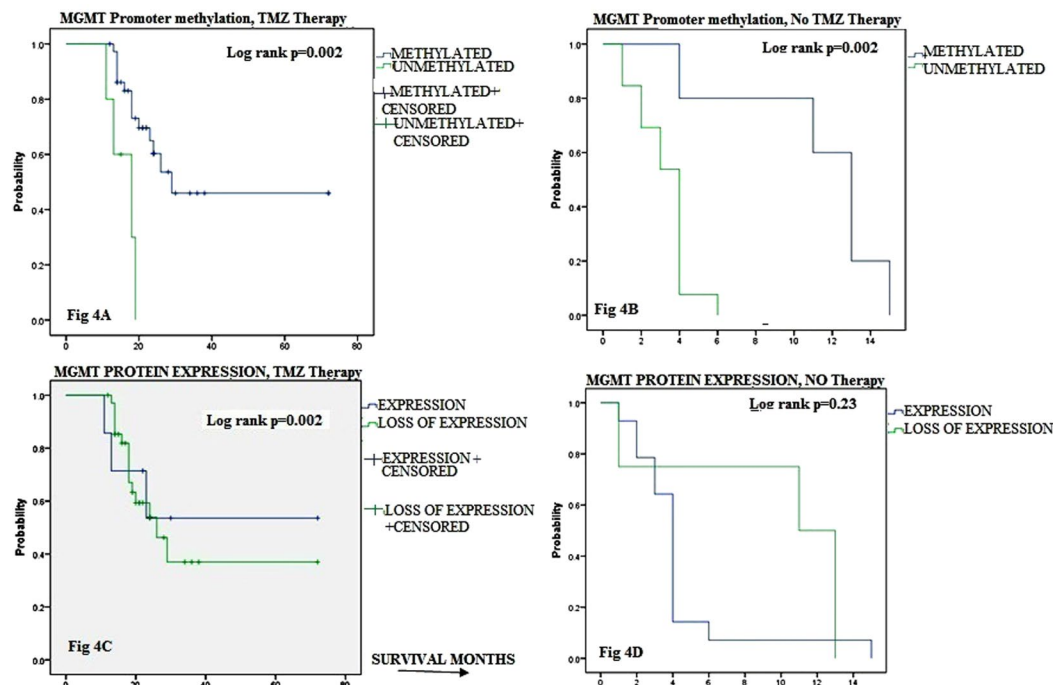 MGMT Promoter methylation, TMZ Therapy
Log rank p=0.002
METHYLATED
UNMETHYLATED
METHYLATED+
CENSORED
UNMETHYLATED+
CENSORED
Probability
1.0
0.8
0.6
0.4
0.2
0.0
Fig 4A
0 20 40 60 80
MGMT Promoter methylation, No TMZ Therapy
Log rank p=0.002
METHYLATED
UNMETHYLATED
Probability
1.0
0.8
0.6
0.4
0.2
0.0
Fig 4B
0 2 4 6 8 10 12 14
MGMT PROTEIN EXPRESSION, TMZ Therapy
Log rank p=0.002
EXPRESSION
LOSS OF EXPRESSION
EXPRESSION +
CENSORED
LOSS OF EXPRESSION
+CENSORED
Probability
1.0
0.8
0.6
0.4
0.2
0.0
Fig 4C
0 20 40 60 80
SURVIVAL MONTHS
MGMT PROTEIN EXPRESSION, NO Therapy
Log rank p=0.23
EXPRESSION
LOSS OF EXPRESSION
Probability
1.0
0.8
0.6
0.4
0.2
0.0
Fig 4D
0 2 4 6 8 10 12 14